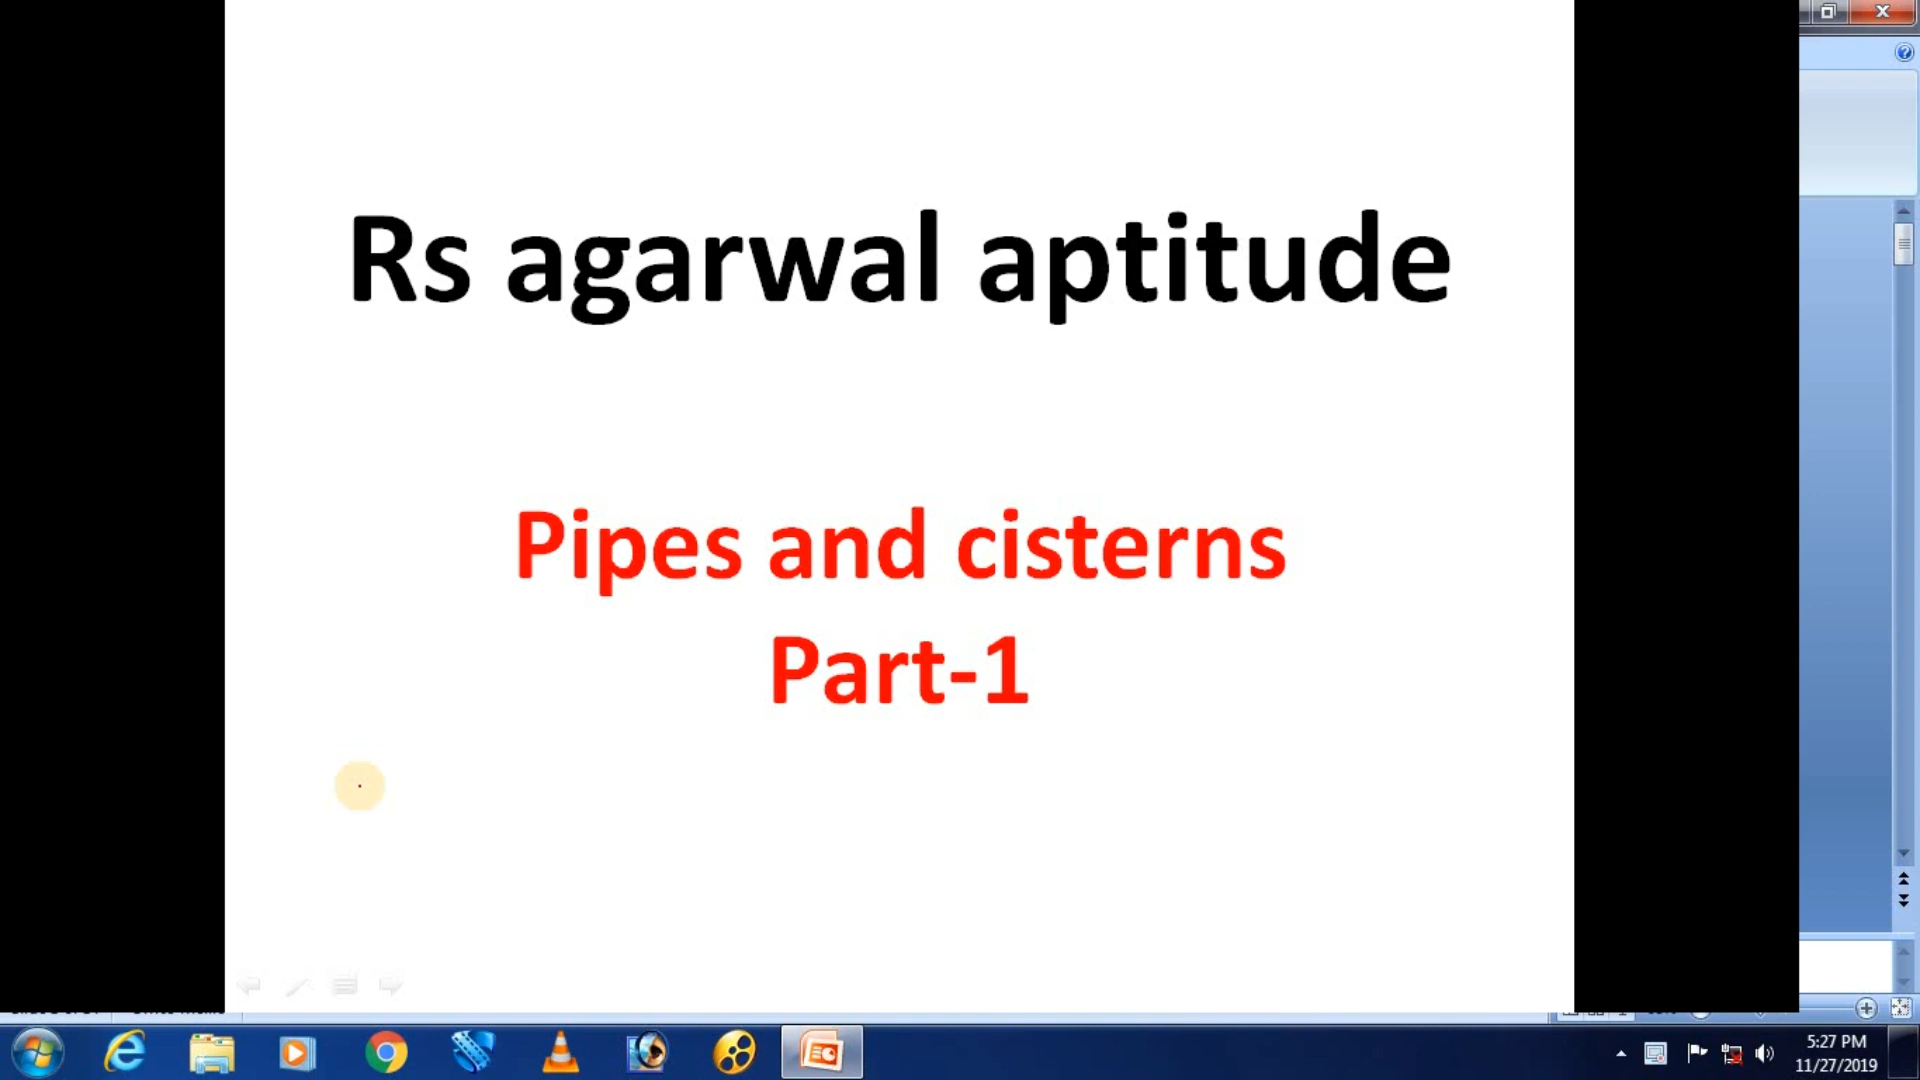 Rs agarwal aptitude
Pipes and cisterns
Part-1
5:27 PM
11/27/2019